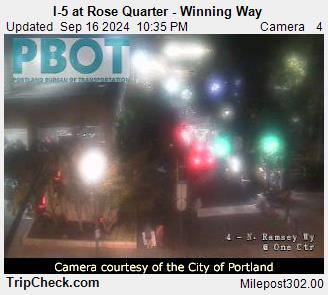 I-5 at Rose Quarter - Winning Way
Updated Sep 16 2024 10:35 PM Camera 4
PBOT
PORTLAND BUREAU OF TRANSPORTATION
4 - N. Ramsey Wy
@ One Ctr
Camera courtesy of the City of Portland
TripCheck.com Milepost302.00